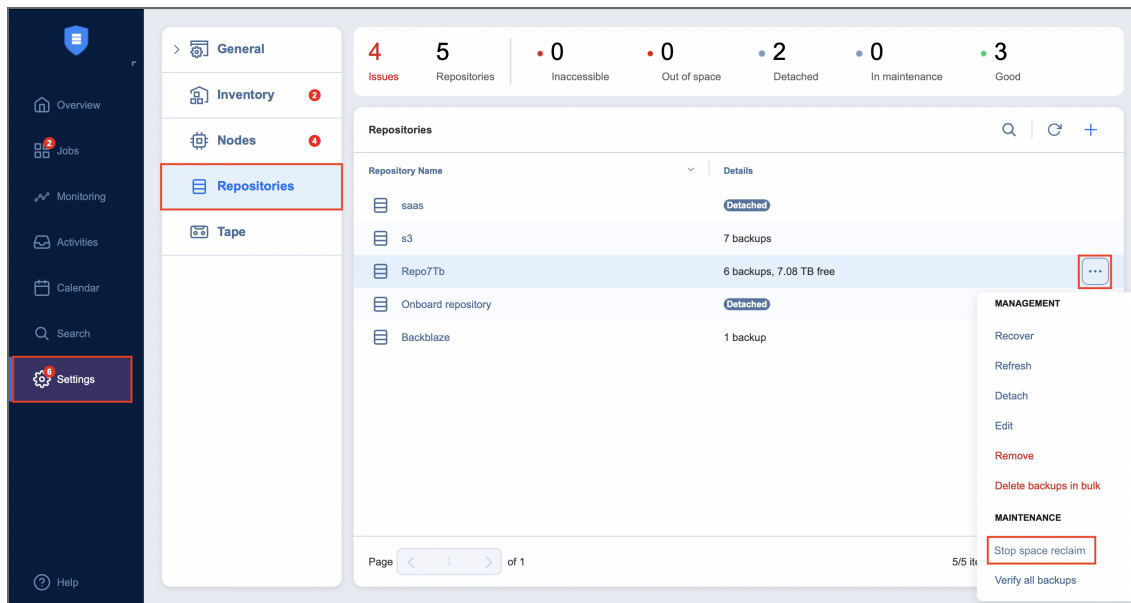 Overview
2
Jobs
Monitoring
Activities
Calendar
Search
6
Settings
Help
General
Inventory 2
Nodes 4
Repositories
Tape
4 5 0 0 2 0 3
Issues Repositories Inaccessible Out of space Detached In maintenance Good
Repositories
Repository Name Details
saas Detached
s3 7 backups
Repo7Tb 6 backups, 7.08 TB free
Onboard repository Detached
Backblaze 1 backup
MANAGEMENT
Recover
Refresh
Detach
Edit
Remove
Delete backups in bulk
MAINTENANCE
Stop space reclaim
Verify all backups
Page 1 of 1 5/5